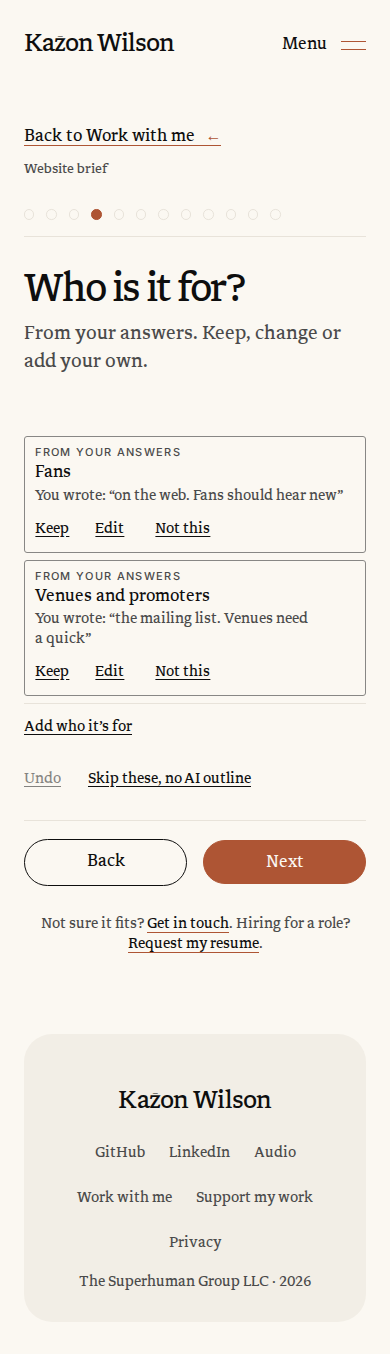 Kažon Wilson
Menu
Back to Work with me ←
Website brief
Who is it for?
From your answers. Keep, change or
add your own.
FROM YOUR ANSWERS
Fans
You wrote: “on the web. Fans should hear new”
Keep Edit Not this
FROM YOUR ANSWERS
Venues and promoters
You wrote: “the mailing list. Venues need
a quick”
Keep Edit Not this
Add who it’s for
Undo Skip these, no AI outline
Back Next
Not sure it fits? Get in touch. Hiring for a role?
Request my resume.
Kažon Wilson
GitHub LinkedIn Audio
Work with me Support my work
Privacy
The Superhuman Group LLC · 2026